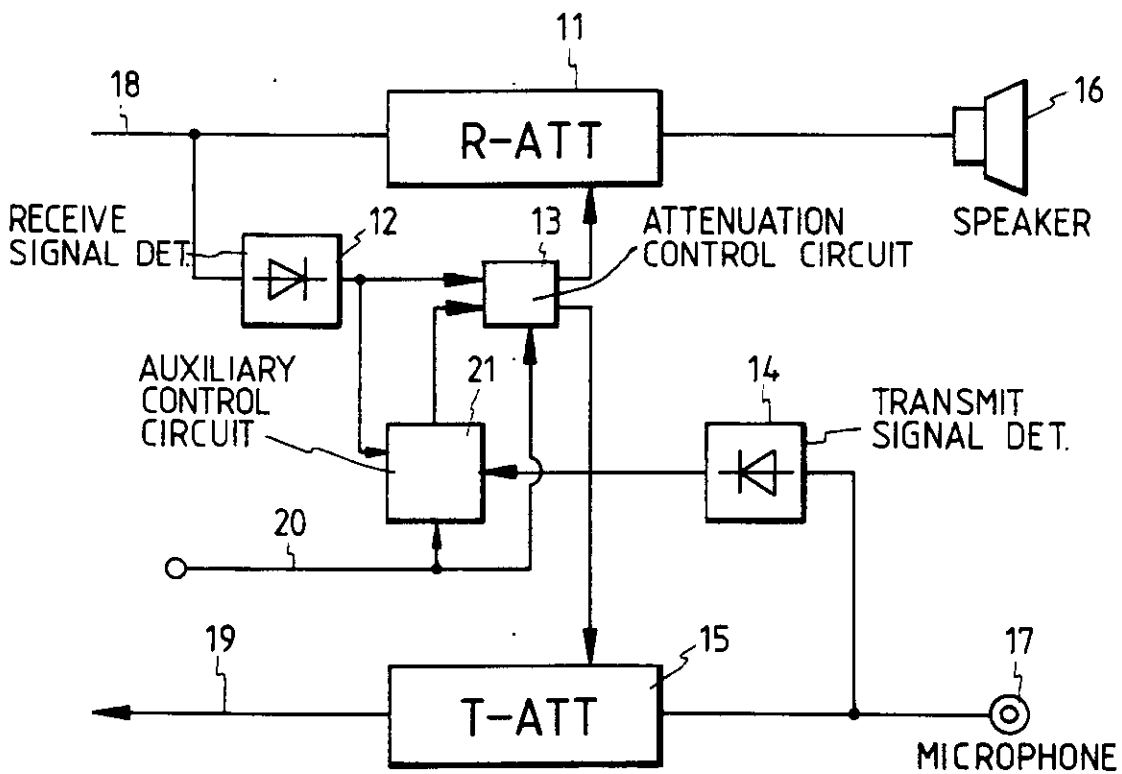 11
18
16
R-ATT
RECEIVE
SIGNAL DET.
12
13
ATTENUATION
CONTROL CIRCUIT
SPEAKER
AUXILIARY
CONTROL
CIRCUIT
21
14
TRANSMIT
SIGNAL DET.
20
19
15
17
T-ATT
MICROPHONE